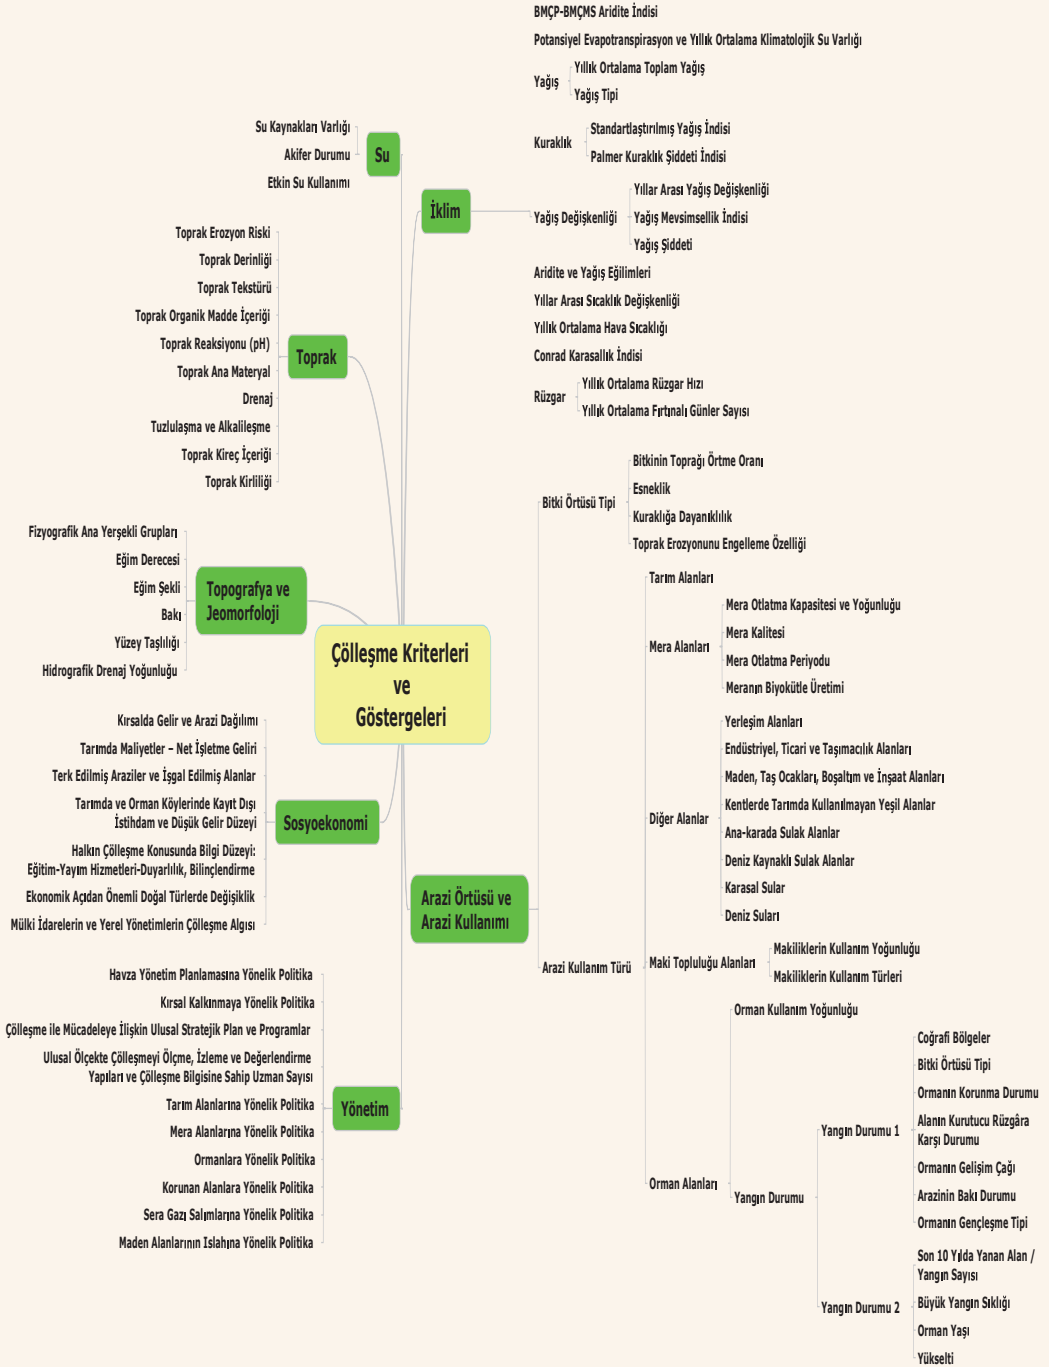 Çölleşme Kriterleri
ve
Göstergeleri
İklim
BMÇP-BMÇMS Aridite İndisi
Potansiyel Evapotranspirasyon ve Yıllık Ortalama Klimatolojik Su Varlığı
Yağış
Yıllık Ortalama Toplam Yağış
Yağış Tipi
Kuraklık
Standartlaştırılmış Yağış İndisi
Palmer Kuraklık Şiddeti İndisi
Yağış Değişkenliği
Yıllar Arası Yağış Değişkenliği
Yağış Mevsimsellik İndisi
Yağış Şiddeti
Aridite ve Yağış Eğilimleri
Yıllar Arası Sıcaklık Değişkenliği
Yıllık Ortalama Hava Sıcaklığı
Conrad Karasallık İndisi
Rüzgar
Yıllık Ortalama Rüzgar Hızı
Yıllık Ortalama Fırtınalı Günler Sayısı
Su
Su Kaynakları Varlığı
Akifer Durumu
Etkin Su Kullanımı
Toprak
Toprak Erozyon Riski
Toprak Derinliği
Toprak Tekstürü
Toprak Organik Madde İçeriği
Toprak Reaksiyonu (pH)
Toprak Ana Materyal
Drenaj
Tuzlulaşma ve Alkalileşme
Toprak Kireç İçeriği
Toprak Kirliliği
Topografya ve
Jeomorfoloji
Fizyografik Ana Yerşekli Grupları
Eğim Derecesi
Eğim Şekli
Bakı
Yüzey Taşlılığı
Hidrografik Drenaj Yoğunluğu
Sosyoekonomi
Kırsalda Gelir ve Arazi Dağılımı
Tarımda Maliyetler – Net İşletme Geliri
Terk Edilmiş Araziler ve İşgal Edilmiş Alanlar
Tarımda ve Orman Köylerinde Kayıt Dışı
İstihdam ve Düşük Gelir Düzeyi
Halkın Çölleşme Konusunda Bilgi Düzeyi:
Eğitim-Yayım Hizmetleri-Duyarlılık, Bilinçlendirme
Ekonomik Açıdan Önemli Doğal Türlerde Değişiklik
Mülki İdarelerin ve Yerel Yönetimlerin Çölleşme Algısı
Yönetim
Havza Yönetim Planlamasına Yönelik Politika
Kırsal Kalkınmaya Yönelik Politika
Çölleşme ile Mücadeleye İlişkin Ulusal Stratejik Plan ve Programlar
Ulusal Ölçekte Çölleşmeyi Ölçme, İzleme ve Değerlendirme
Yapıları ve Çölleşme Bilgisine Sahip Uzman Sayısı
Tarım Alanlarına Yönelik Politika
Mera Alanlarına Yönelik Politika
Ormanlara Yönelik Politika
Korunan Alanlara Yönelik Politika
Sera Gazı Salımlarına Yönelik Politika
Maden Alanlarının Islahına Yönelik Politika
Arazi Örtüsü ve
Arazi Kullanımı
Bitki Örtüsü Tipi
Bitkinin Toprağı Örtme Oranı
Esneklik
Kuraklığa Dayanıklılık
Toprak Erozyonunu Engelleme Özelliği
Arazi Kullanım Türü
Tarım Alanları
Mera Alanları
Mera Otlatma Kapasitesi ve Yoğunluğu
Mera Kalitesi
Mera Otlatma Periyodu
Meranın Biyokütle Üretimi
Diğer Alanlar
Yerleşim Alanları
Endüstriyel, Ticari ve Taşımacılık Alanları
Maden, Taş Ocakları, Boşaltım ve İnşaat Alanları
Kentlerde Tarımda Kullanılmayan Yeşil Alanlar
Ana-karada Sulak Alanlar
Deniz Kaynaklı Sulak Alanlar
Karasal Sular
Deniz Suları
Maki Topluluğu Alanları
Makiliklerin Kullanım Yoğunluğu
Makiliklerin Kullanım Türleri
Orman Alanları
Orman Kullanım Yoğunluğu
Yangın Durumu
Yangın Durumu 1
Coğrafi Bölgeler
Bitki Örtüsü Tipi
Ormanın Korunma Durumu
Alanın Kurutucu Rüzgâra
Karşı Durumu
Ormanın Gelişim Çağı
Arazinin Bakı Durumu
Ormanın Gençleşme Tipi
Yangın Durumu 2
Son 10 Yılda Yanan Alan /
Yangın Sayısı
Büyük Yangın Sıklığı
Orman Yaşı
Yükselti